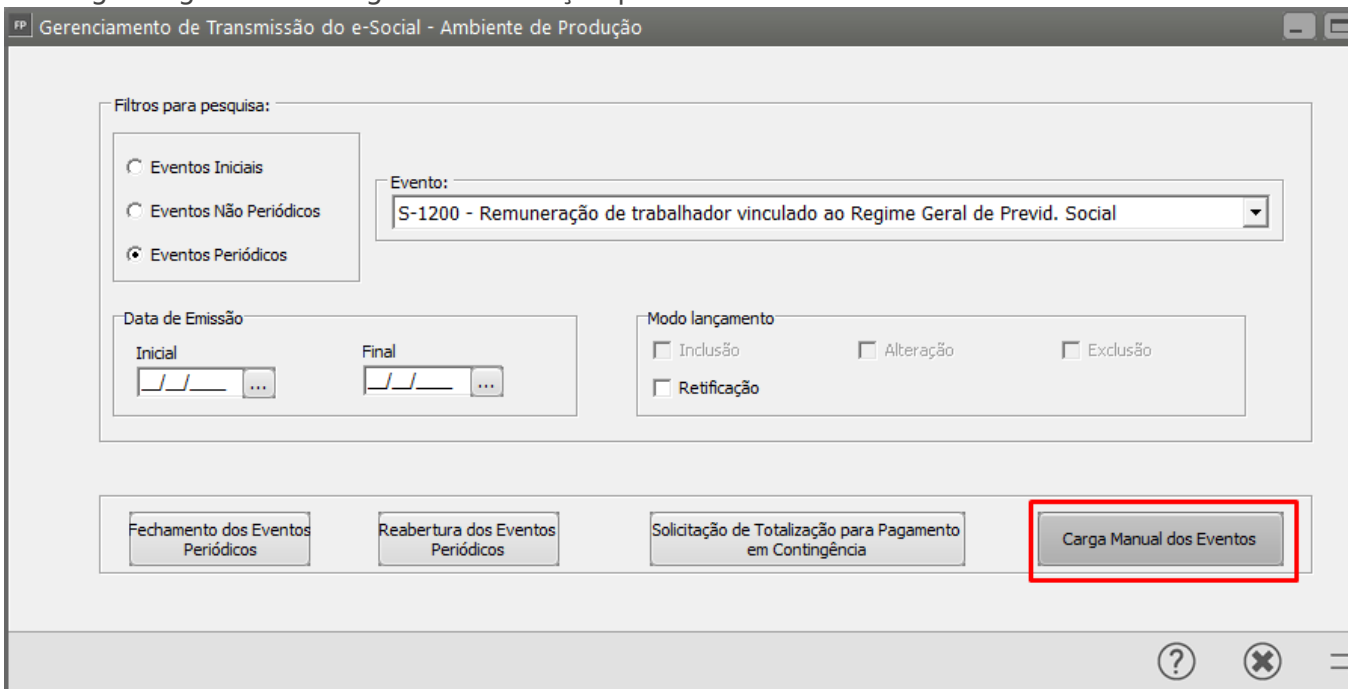 FP Gerenciamento de Transmissão do e-Social - Ambiente de Produção
Filtros para pesquisa:
Eventos Iniciais
Eventos Não Periódicos
Eventos Periódicos
Evento:
S-1200 - Remuneração de trabalhador vinculado ao Regime Geral de Previd. Social
Data de Emissão
Inicial
Final
__/__/____ ...
__/__/____ ...
Modo lançamento
Inclusão
Alteração
Exclusão
Retificação
Fechamento dos Eventos
Periódicos
Reabertura dos Eventos
Periódicos
Solicitação de Totalização para Pagamento
em Contingência
Carga Manual dos Eventos
?